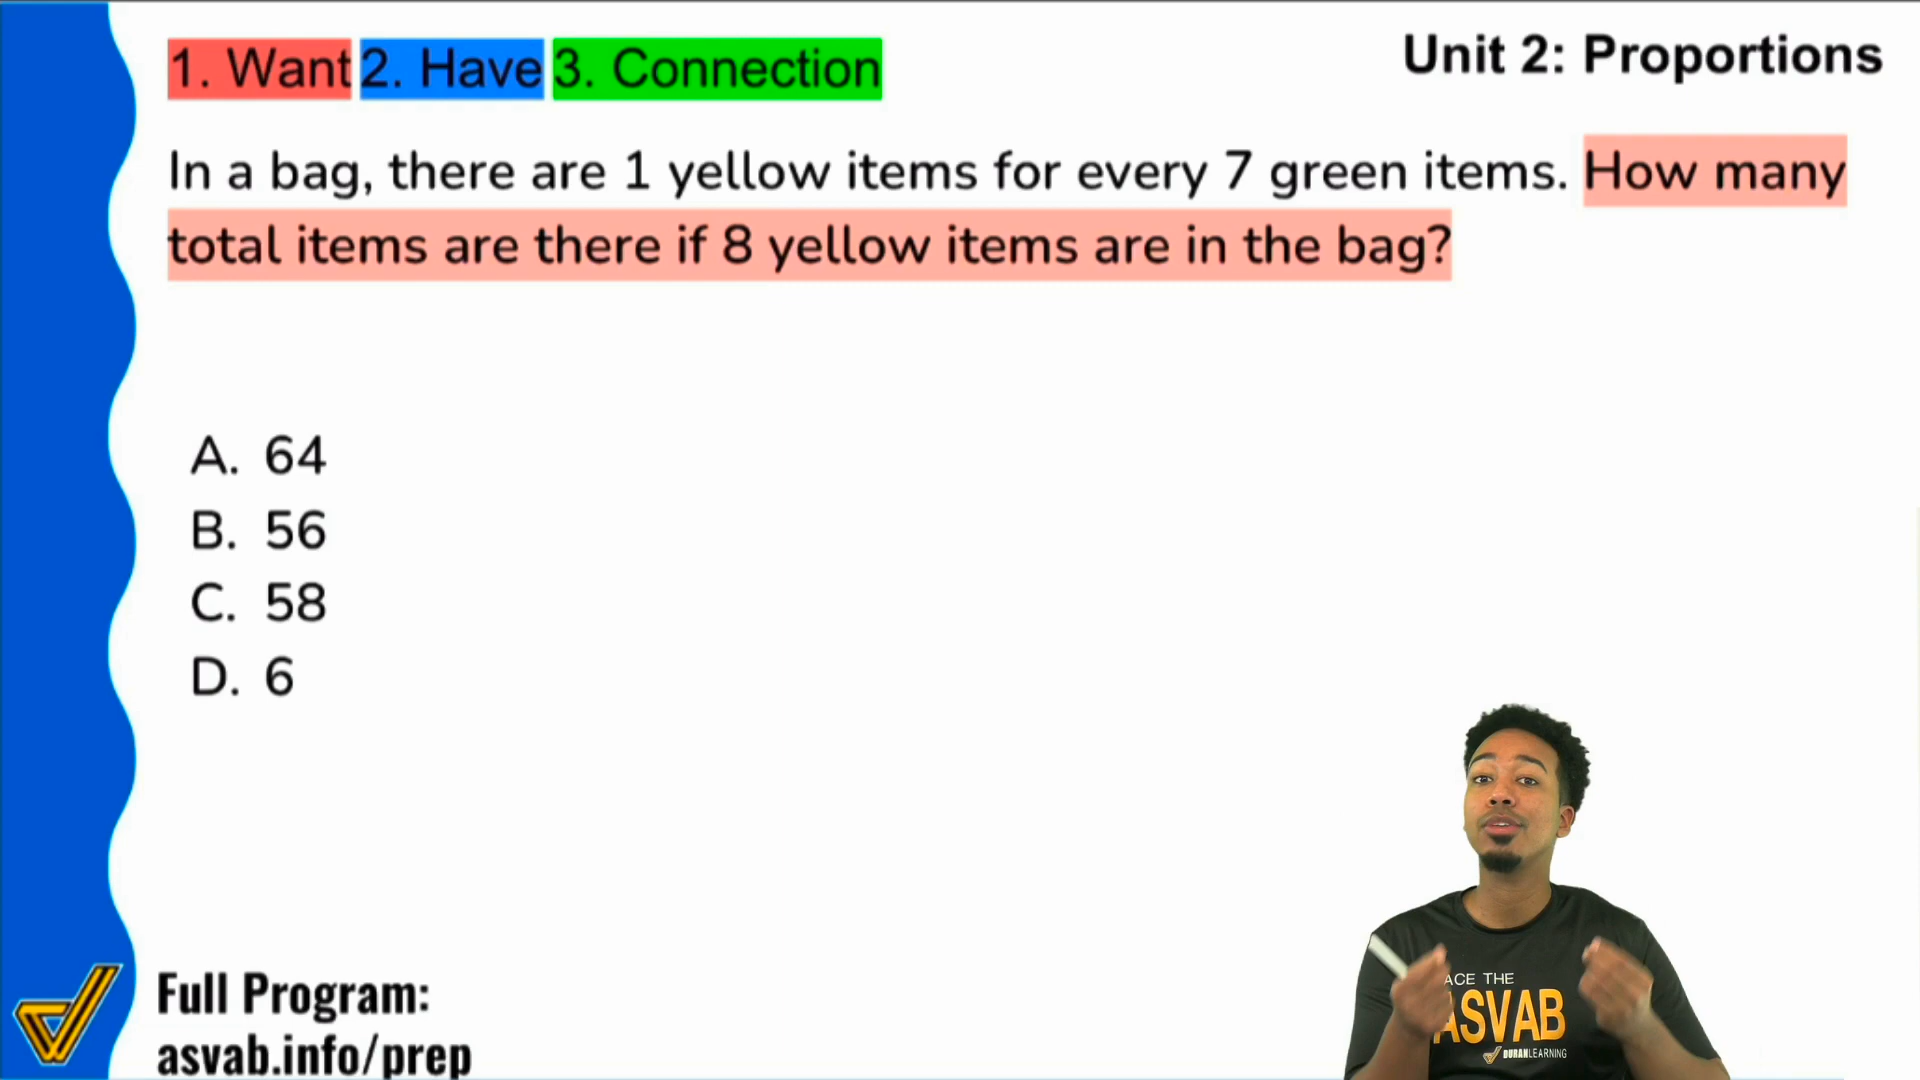 1. Want 2. Have 3. Connection
Unit 2: Proportions
In a bag, there are 1 yellow items for every 7 green items. How many
total items are there if 8 yellow items are in the bag?
A. 64
B. 56
C. 58
D. 6
Full Program:
asvab.info/prep
ACE THE
ASVAB
DURANLEARNING